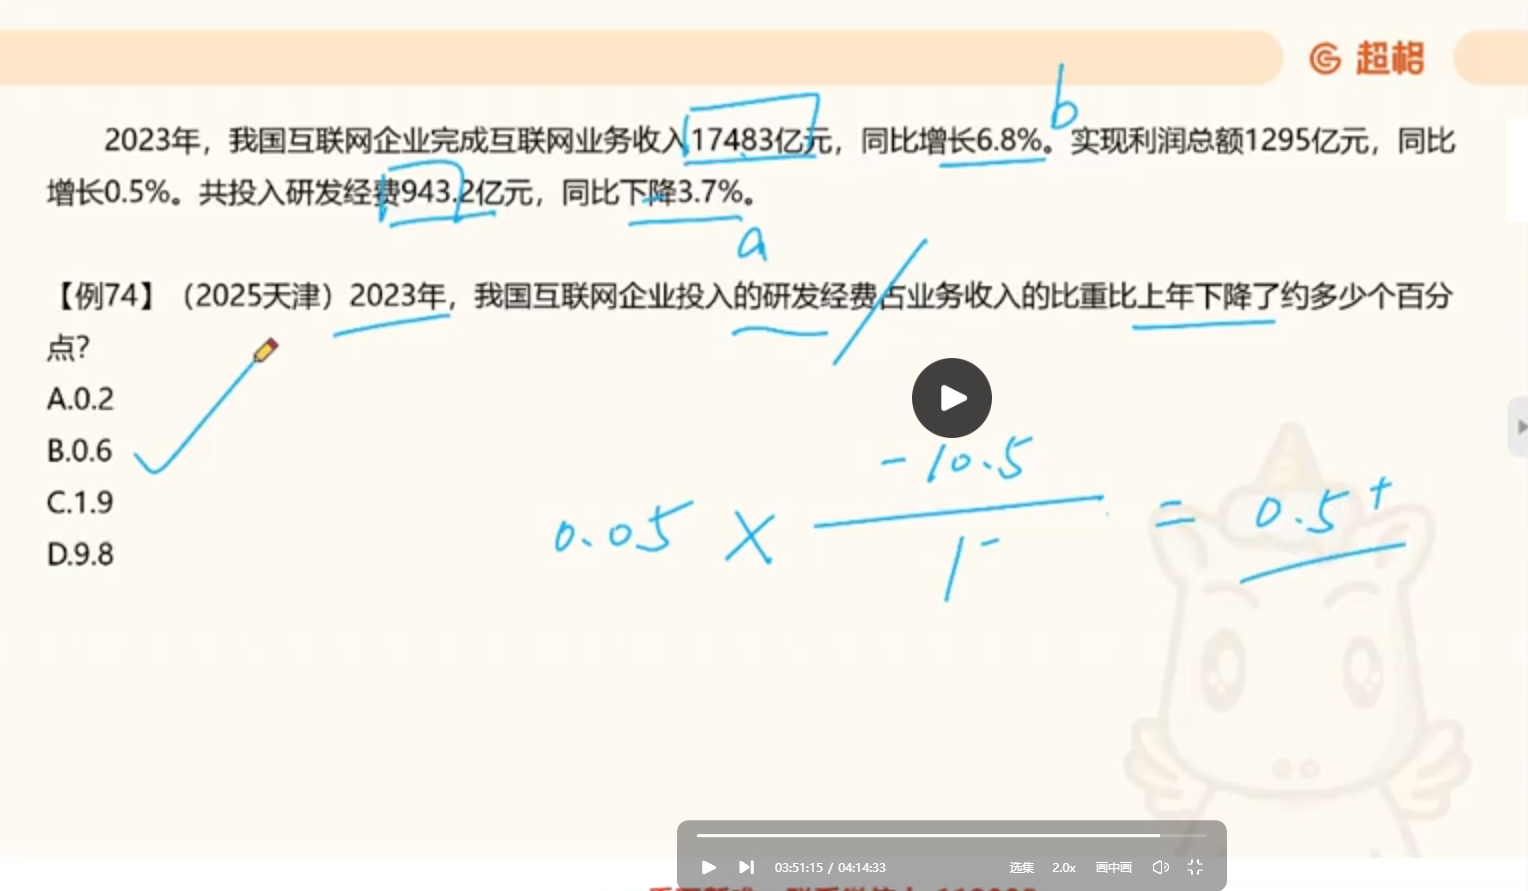 超格
b
2023年，我国互联网企业完成互联网业务收入17483亿元，同比增长6.8%。实现利润总额1295亿元，同比
增长0.5%。共投入研发经费943.2亿元，同比下降3.7%。
a
【例74】（2025天津）2023年，我国互联网企业投入的研发经费占业务收入的比重比上年下降了约多少个百分
点？
A.0.2
B.0.6
C.1.9
D.9.8
-10.5
0.05 × ——— = 0.5⁺
1⁻
03:51:15 / 04:14:33 选集 2.0x 画中画